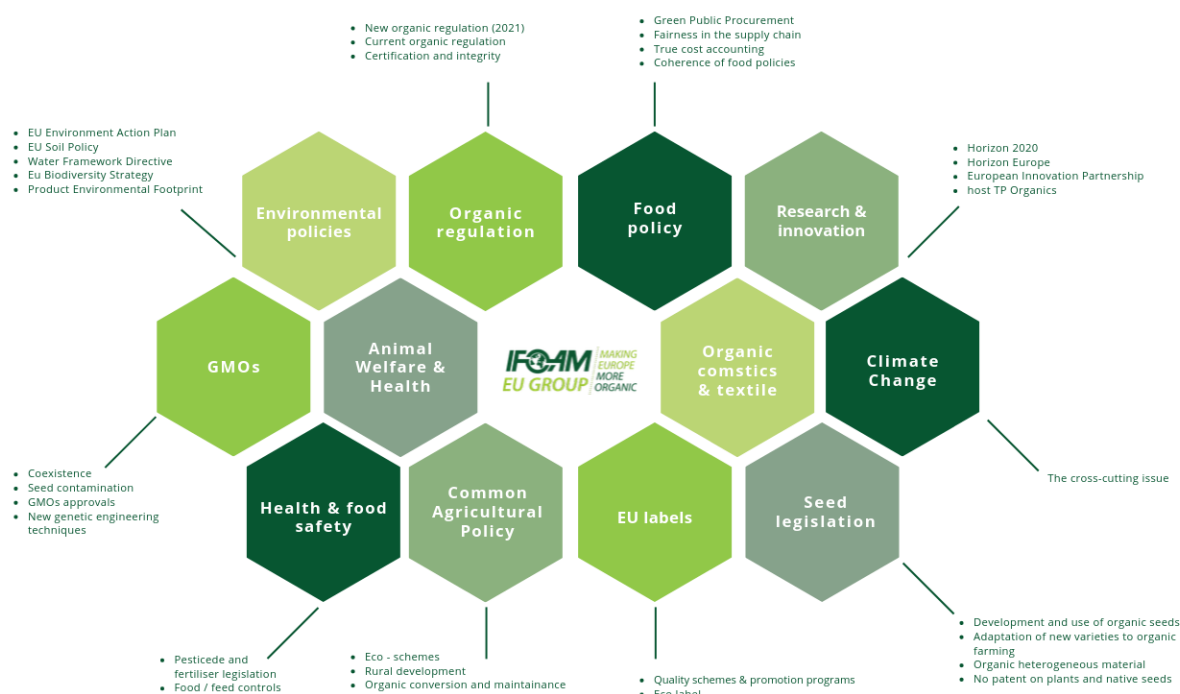 • New organic regulation (2021)
• Current organic regulation
• Certification and integrity
• Green Public Procurement
• Fairness in the supply chain
• True cost accounting
• Coherence of food policies
• EU Environment Action Plan
• EU Soil Policy
• Water Framework Directive
• Eu Biodiversity Strategy
• Product Environmental Footprint
• Horizon 2020
• Horizon Europe
• European Innovation Partnership
• host TP Organics
Environmental
policies
Organic
regulation
Food
policy
Research &
innovation
GMOs
Animal
Welfare &
Health
IFOAM
EU GROUP
MAKING
EUROPE
MORE
ORGANIC
Organic
comstics
& textile
Climate
Change
• Coexistence
• Seed contamination
• GMOs approvals
• New genetic engineering
techniques
The cross-cutting issue
Health & food
safety
Common
Agricultural
Policy
EU labels
Seed
legislation
• Pesticede and
fertiliser legislation
• Food / feed controls
• Eco - schemes
• Rural development
• Organic conversion and maintainance
• Quality schemes & promotion programs
• Eco label
• Development and use of organic seeds
• Adaptation of new varieties to organic
farming
• Organic heterogeneous material
• No patent on plants and native seeds